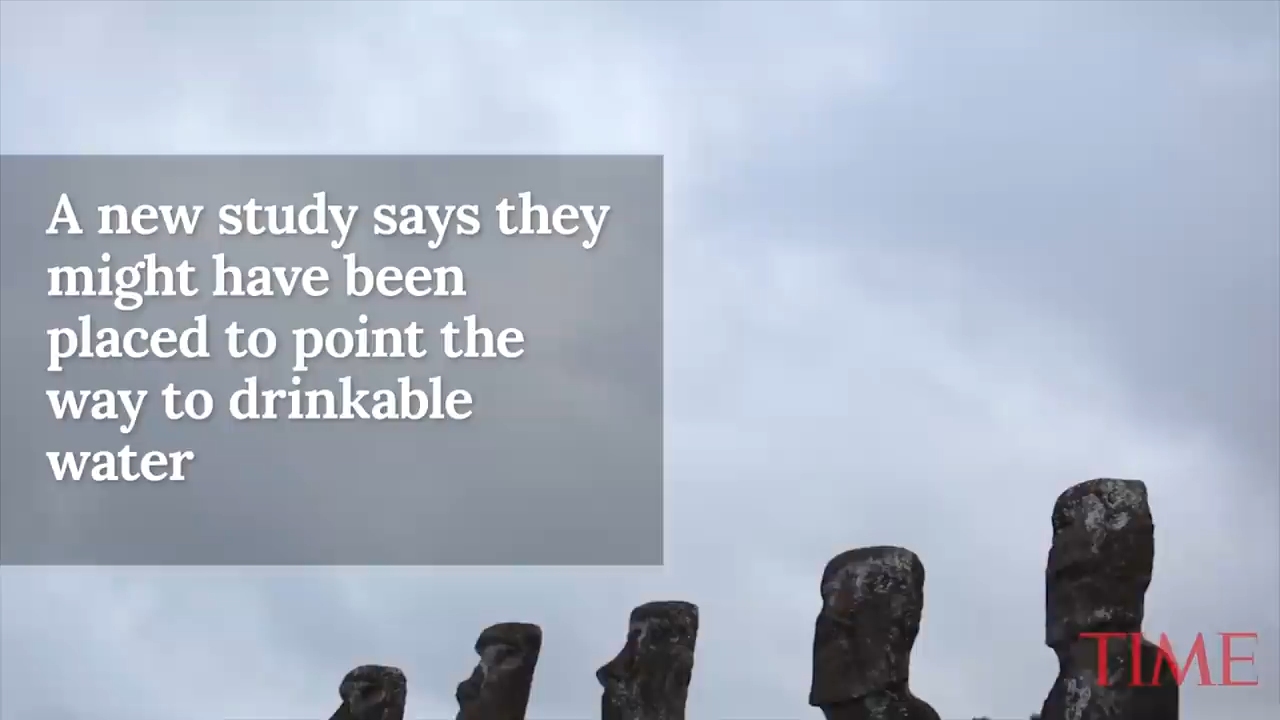 A new study says they
might have been
placed to point the
way to drinkable
water
TIME